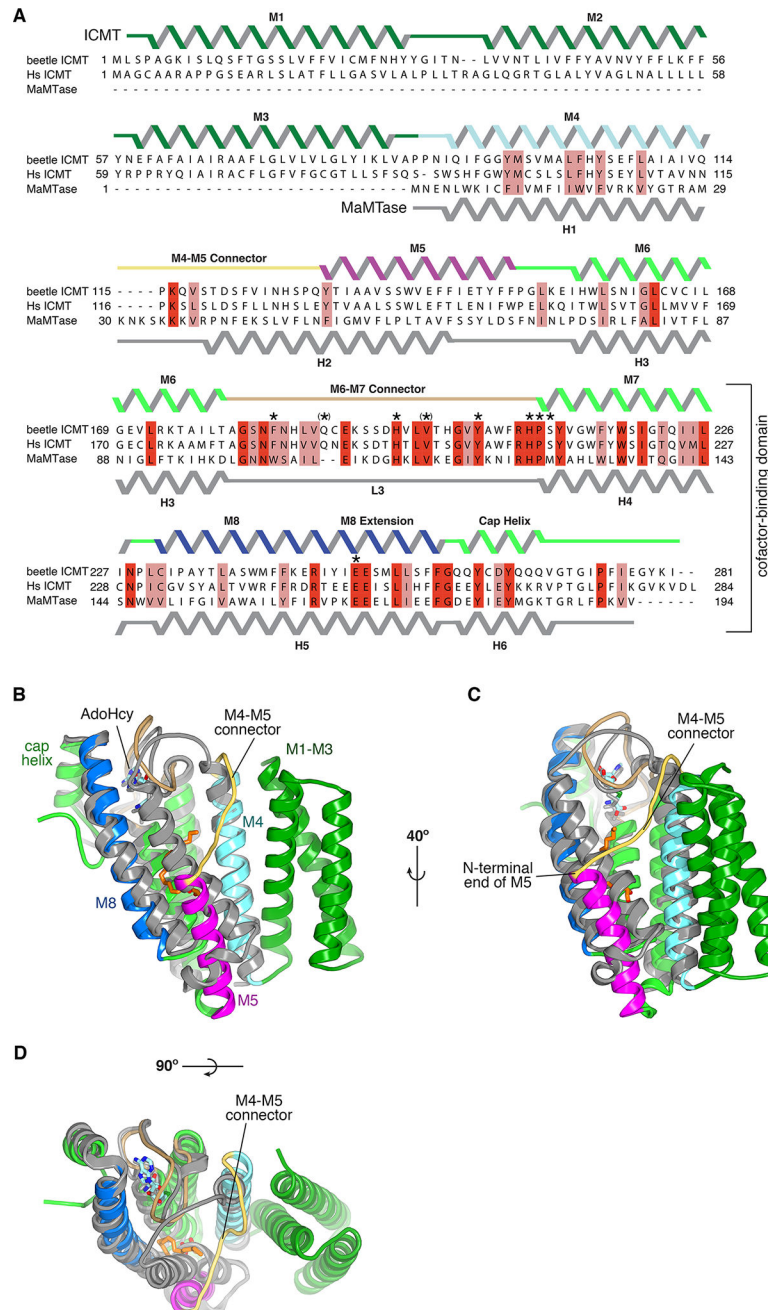 A
ICMT
M1
M2
beetle ICMT 1 MLSPAGKISLQSFTGSSLVFFVICALNHYYGITN--LVVNTLIVFFYAVNVYFFLKFF 56
Hs ICMT 1 MAGCAARAPPGSEARLSLATFLLGASVLALPLLTRAGLQGRTGLALYVAGLNALLLLL 58
MaMTase ----------------------------------------------------------
M3
M4
beetle ICMT 57 YNEFAFAIAIRAAFLGLVLVLGLYIKLVAPPNIQIFGGYMSVMALFHYSEFLAIAIVQ 114
Hs ICMT 59 YRPPRYQIAIRACFLGFVFGCGTLLSFSQS-SWSHFGWYMCSLSLFHYSEYLVTAVNN 115
MaMTase 1 -----------------------------MNENLWKICFIVMFIIWVFVRKVYGTRAM 29
MaMTase
H1
M4-M5 Connector
M5
M6
beetle ICMT 115 ----PKQVSTDSFVINHSPQYTIAAVSSWVEFFIETYFFPGLKEIHWLSNIGLCVCIL 168
Hs ICMT 116 ----PKSLSLDSFLLNHSLEYTVAALSSWLEFTLENIFWPELKQITWLSVTGLLMVVF 169
MaMTase 30 KNKSKKKVRPNFEKSLVFLNFIGMVFLPLTAVFSSYLDSFNINLPDSIRLFALIVTFL 87
H2
H3
M6
M6-M7 Connector
M7
* (*) * (*) * * * *
beetle ICMT 169 GEVLRKTAILTAGSNFNHLVQCEKSSDHVLVTHGVYAWFRHPSYVGWFYWSIGTQIIL 226
Hs ICMT 170 GECLRKAAMFTAGSNFNHVVQNEKSDTHTLVTSGVYAWFRHPSYVGWFYWSIGTQVML 227
MaMTase 88 NIGLFTKIHKDLGNNWSAIL--EIKDGHKLVKEGIYKNIRHPMYAHLWLWVITQGIIL 143
H3
L3
H4
M8
M8 Extension
Cap Helix
*
beetle ICMT 227 INPLCIPAYTLASWMFFKERIYIEESMLLSFFGQQYCDYQQQVGTGIPFIEGYKI-- 281
Hs ICMT 228 CNPICGVSYALTVWRFFRDRTEEEEISLIHFFGEEYLEYKKRVPTGLPFIKGVKVDL 284
MaMTase 144 SNWVVLIFGIVAWAILYFIRVPKEEELLIEEFGDEYIEYMGKTGRLFPKVV------ 194
H5
H6
cofactor-binding domain
B
AdoHcy
M4-M5
connector
cap
helix
M1-M3
M4
M8
M5
40º
C
M4-M5
connector
N-terminal
end of M5
D
90º
M4-M5
connector